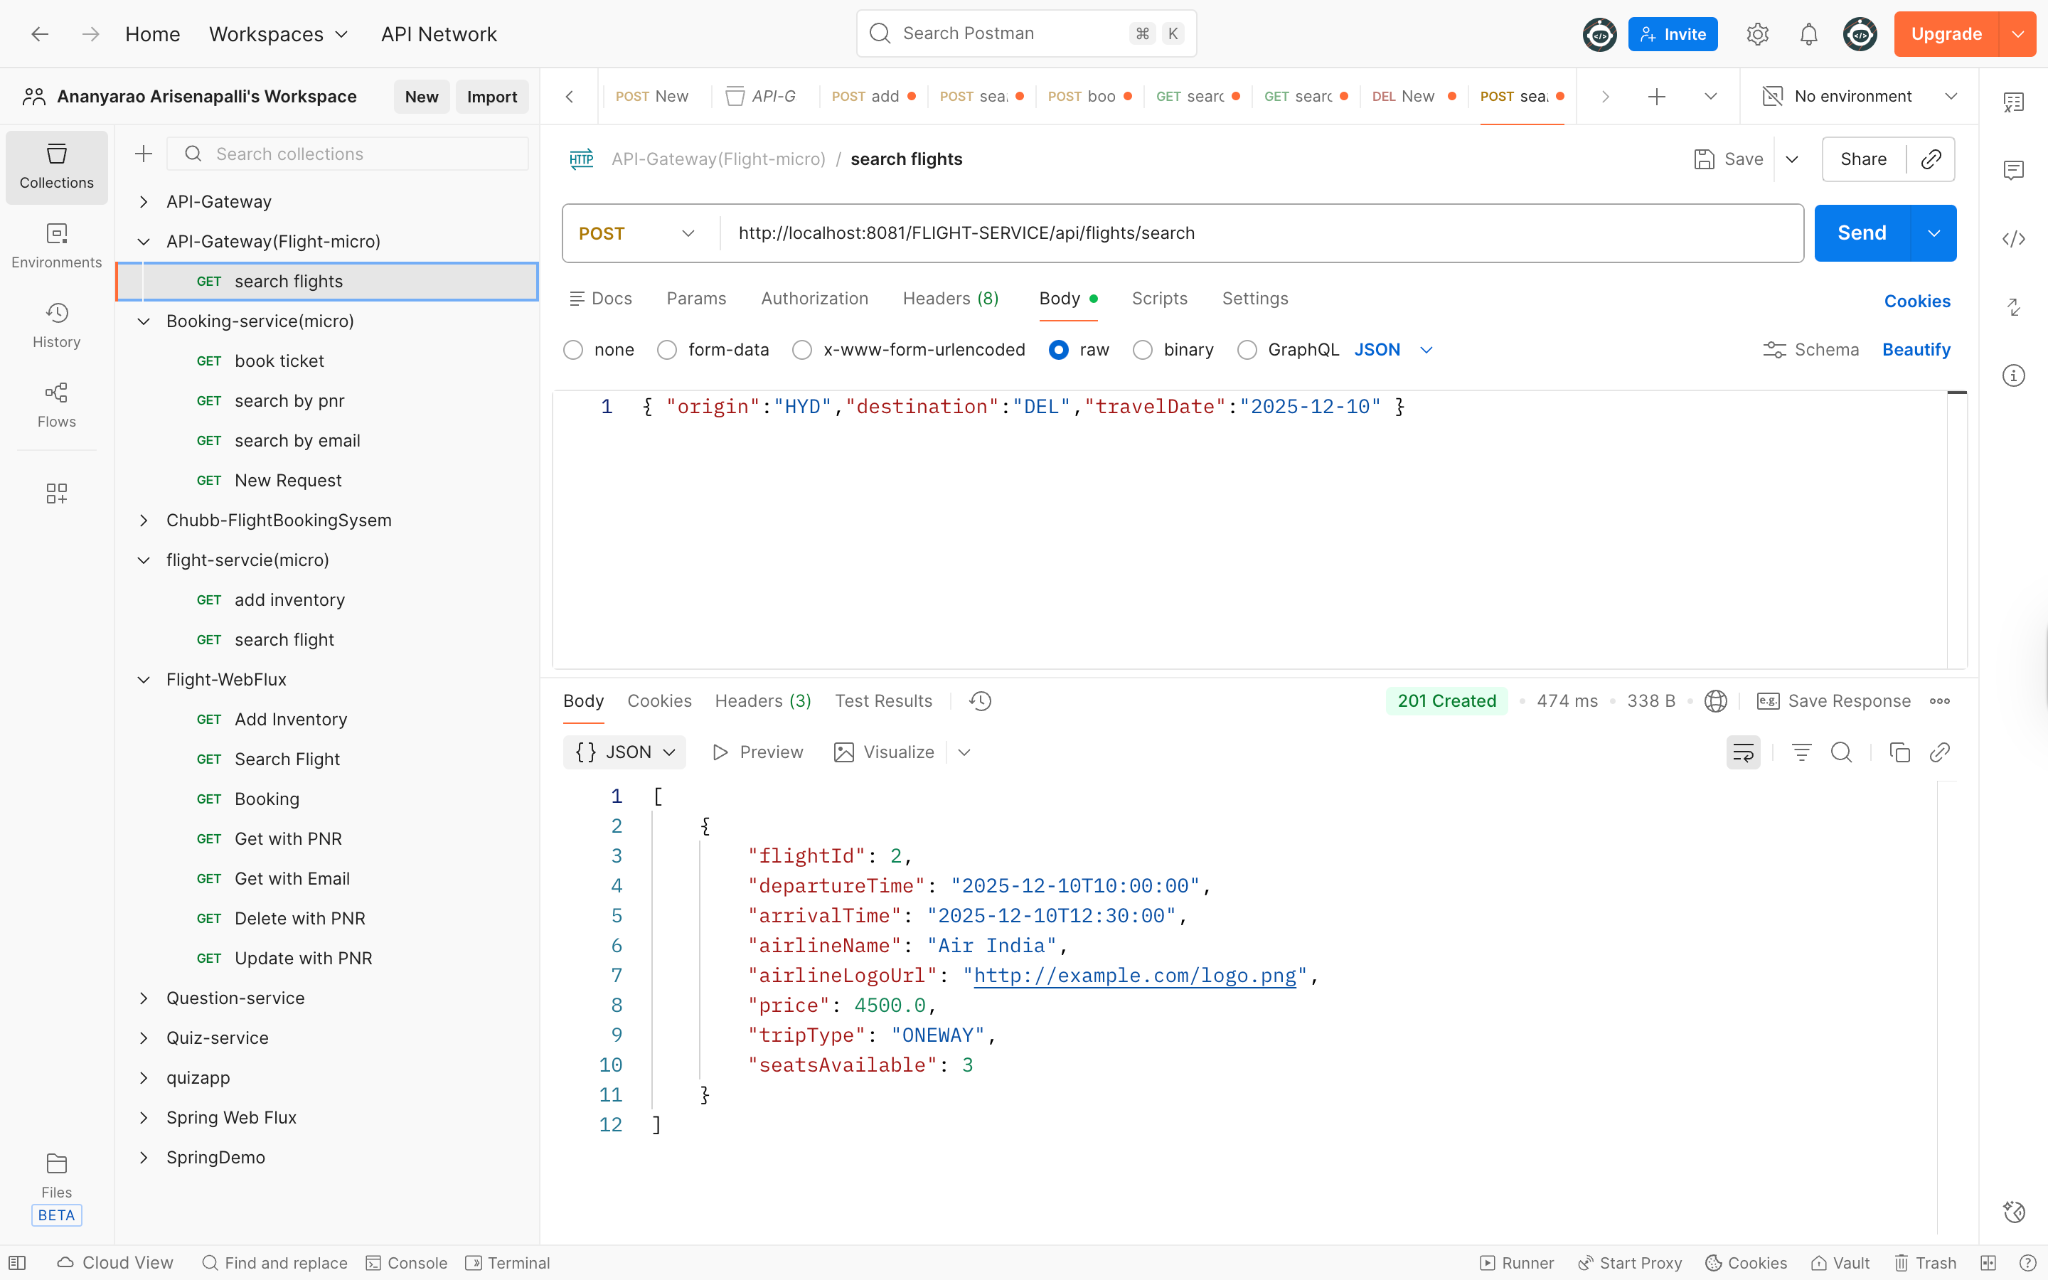 Home Workspaces API Network Search Postman ⌘ K Invite Upgrade
Ananyarao Arisenapalli's Workspace New Import
POST New API-G POST add POST sea. POST boo GET searc GET searc DEL New POST sea. No environment
Collections
Environments
History
Flows
Files
BETA
Search collections
API-Gateway
API-Gateway(Flight-micro)
GET search flights
Booking-service(micro)
GET book ticket
GET search by pnr
GET search by email
GET New Request
Chubb-FlightBookingSysem
flight-servcie(micro)
GET add inventory
GET search flight
Flight-WebFlux
GET Add Inventory
GET Search Flight
GET Booking
GET Get with PNR
GET Get with Email
GET Delete with PNR
GET Update with PNR
Question-service
Quiz-service
quizapp
Spring Web Flux
SpringDemo
HTTP API-Gateway(Flight-micro) / search flights Save Share
POST http://localhost:8081/FLIGHT-SERVICE/api/flights/search Send
Docs Params Authorization Headers (8) Body Scripts Settings Cookies
none form-data x-www-form-urlencoded raw binary GraphQL JSON Schema Beautify
1 { "origin":"HYD","destination":"DEL","travelDate":"2025-12-10" }
Body Cookies Headers (3) Test Results 201 Created • 474 ms • 338 B • e.g. Save Response
{} JSON Preview Visualize
1 [
2 {
3 "flightId": 2,
4 "departureTime": "2025-12-10T10:00:00",
5 "arrivalTime": "2025-12-10T12:30:00",
6 "airlineName": "Air India",
7 "airlineLogoUrl": "http://example.com/logo.png",
8 "price": 4500.0,
9 "tripType": "ONEWAY",
10 "seatsAvailable": 3
11 }
12 ]
Cloud View Find and replace Console Terminal Runner Start Proxy Cookies Vault Trash